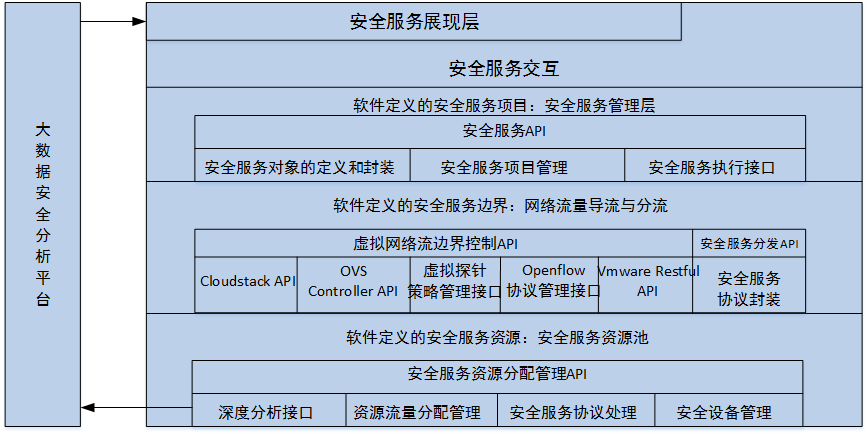 大数据安全分析平台
安全服务展现层
安全服务交互
软件定义的安全服务项目：安全服务管理层
安全服务API
安全服务对象的定义和封装
安全服务项目管理
安全服务执行接口
软件定义的安全服务边界：网络流量导流与分流
虚拟网络流边界控制API
安全服务分发API
Cloudstack API
OVS
Controller API
虚拟探针
策略管理接口
Openflow
协议管理接口
Vmware Restful
API
安全服务
协议封装
软件定义的安全服务资源：安全服务资源池
安全服务资源分配管理API
深度分析接口
资源流量分配管理
安全服务协议处理
安全设备管理